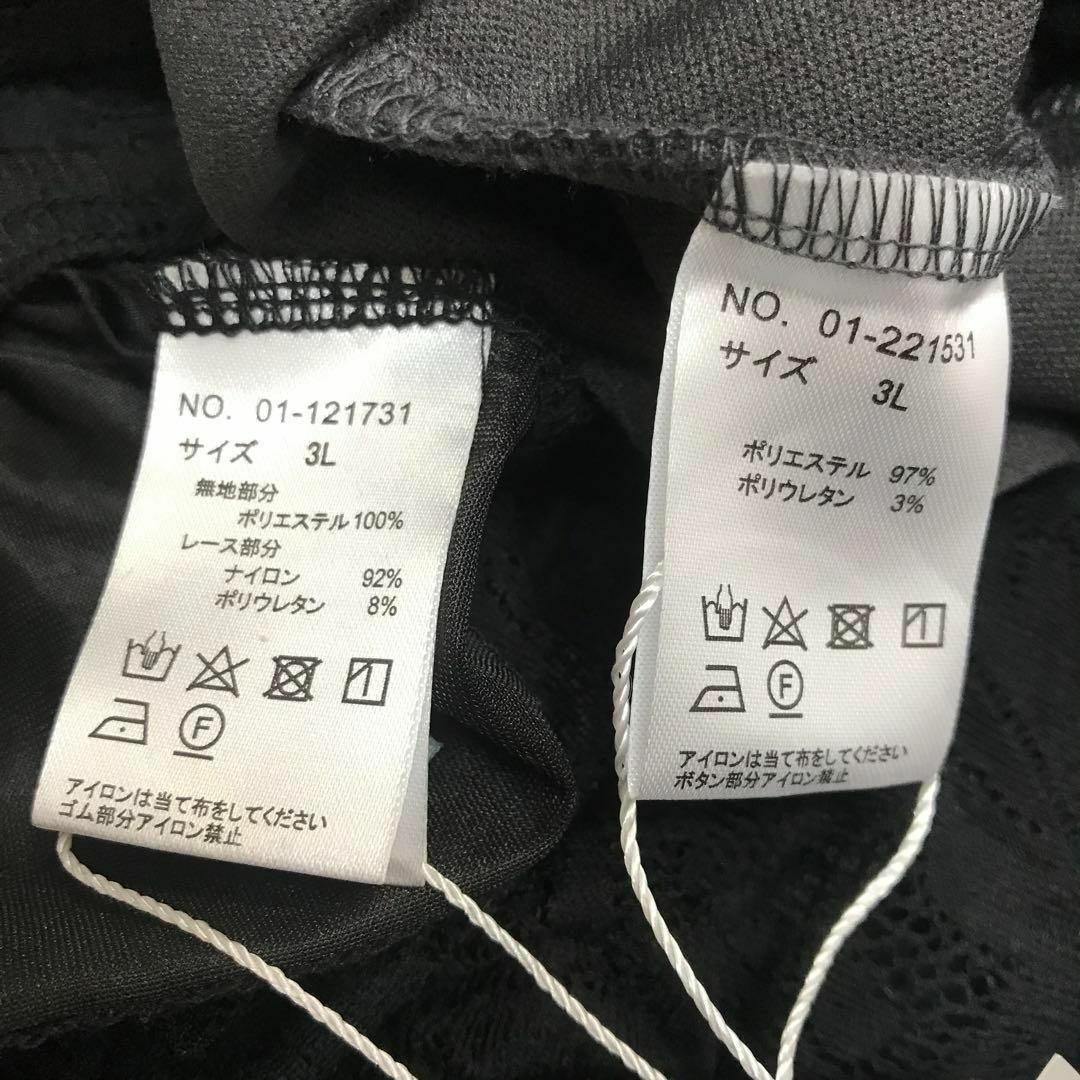 NO. 01-121731
サイズ 3L
無地部分
ポリエステル100%
レース部分
ナイロン 92%
ポリウレタン 8%
F
アイロンは当て布をしてください
ゴム部分アイロン禁止
NO. 01-221531
サイズ 3L
ポリエステル 97%
ポリウレタン 3%
F
アイロンは当て布をしてください
ボタン部分アイロン禁止